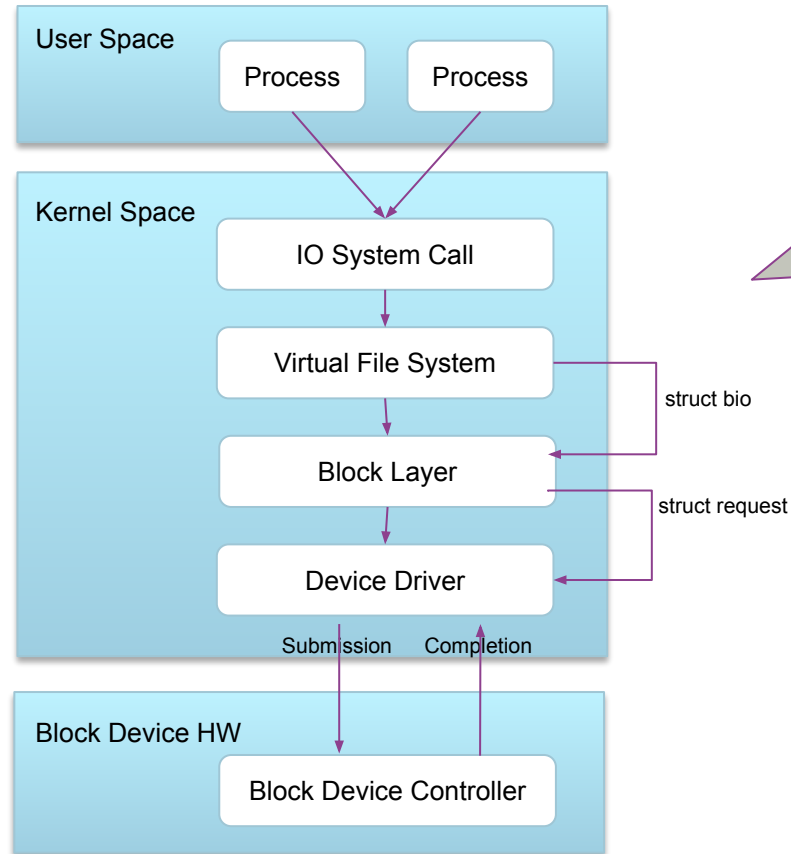 User Space
Process
Process
Kernel Space
IO System Call
Virtual File System
struct bio
Block Layer
struct request
Device Driver
Submission
Completion
Block Device HW
Block Device Controller